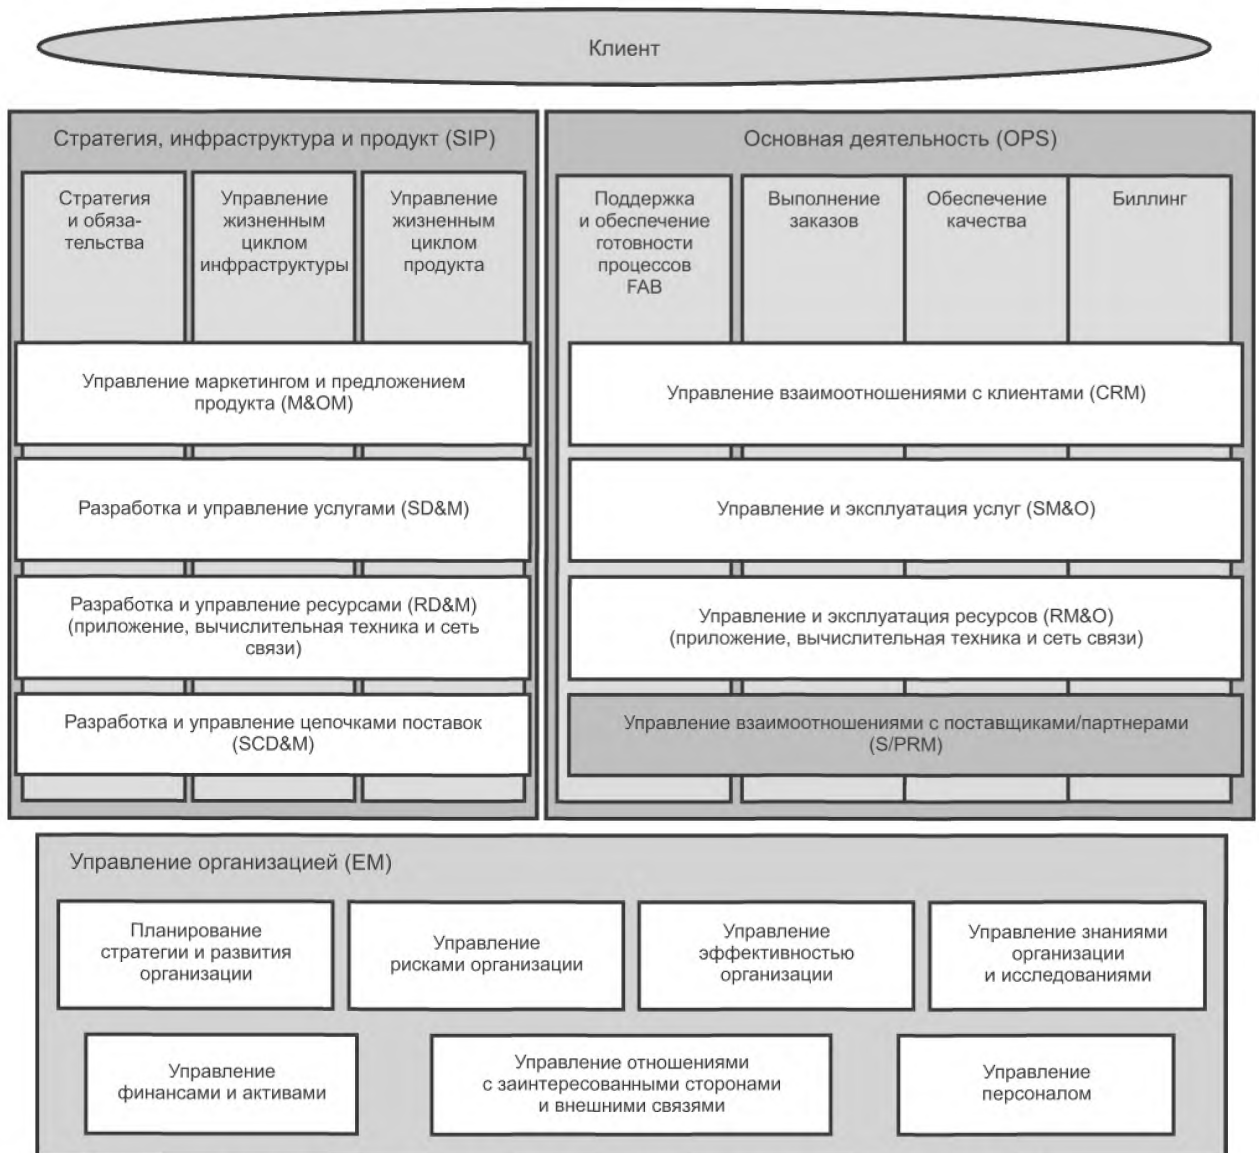 Клиент
Стратегия, инфраструктура и продукт (SIP)
Стратегия
и обяза-
тельства
Управление
жизненным
циклом
инфраструктуры
Управление
жизненным
циклом
продукта
Управление маркетингом и предложением
продукта (M&OM)
Разработка и управление услугами (SD&M)
Разработка и управление ресурсами (RD&M)
(приложение, вычислительная техника и сеть
связи)
Разработка и управление цепочками поставок
(SCD&M)
Основная деятельность (OPS)
Поддержка
и обеспечение
готовности
процессов
FAB
Выполнение
заказов
Обеспечение
качества
Биллинг
Управление взаимоотношениями с клиентами (CRM)
Управление и эксплуатация услуг (SM&O)
Управление и эксплуатация ресурсов (RM&O)
(приложение, вычислительная техника и сеть связи)
Управление взаимоотношениями с поставщиками/партнерами
(S/PRM)
Управление организацией (EM)
Планирование
стратегии и развития
организации
Управление
рисками организации
Управление
эффективностью
организации
Управление знаниями
организации
и исследованиями
Управление
финансами и активами
Управление отношениями
с заинтересованными сторонами
и внешними связями
Управление
персоналом